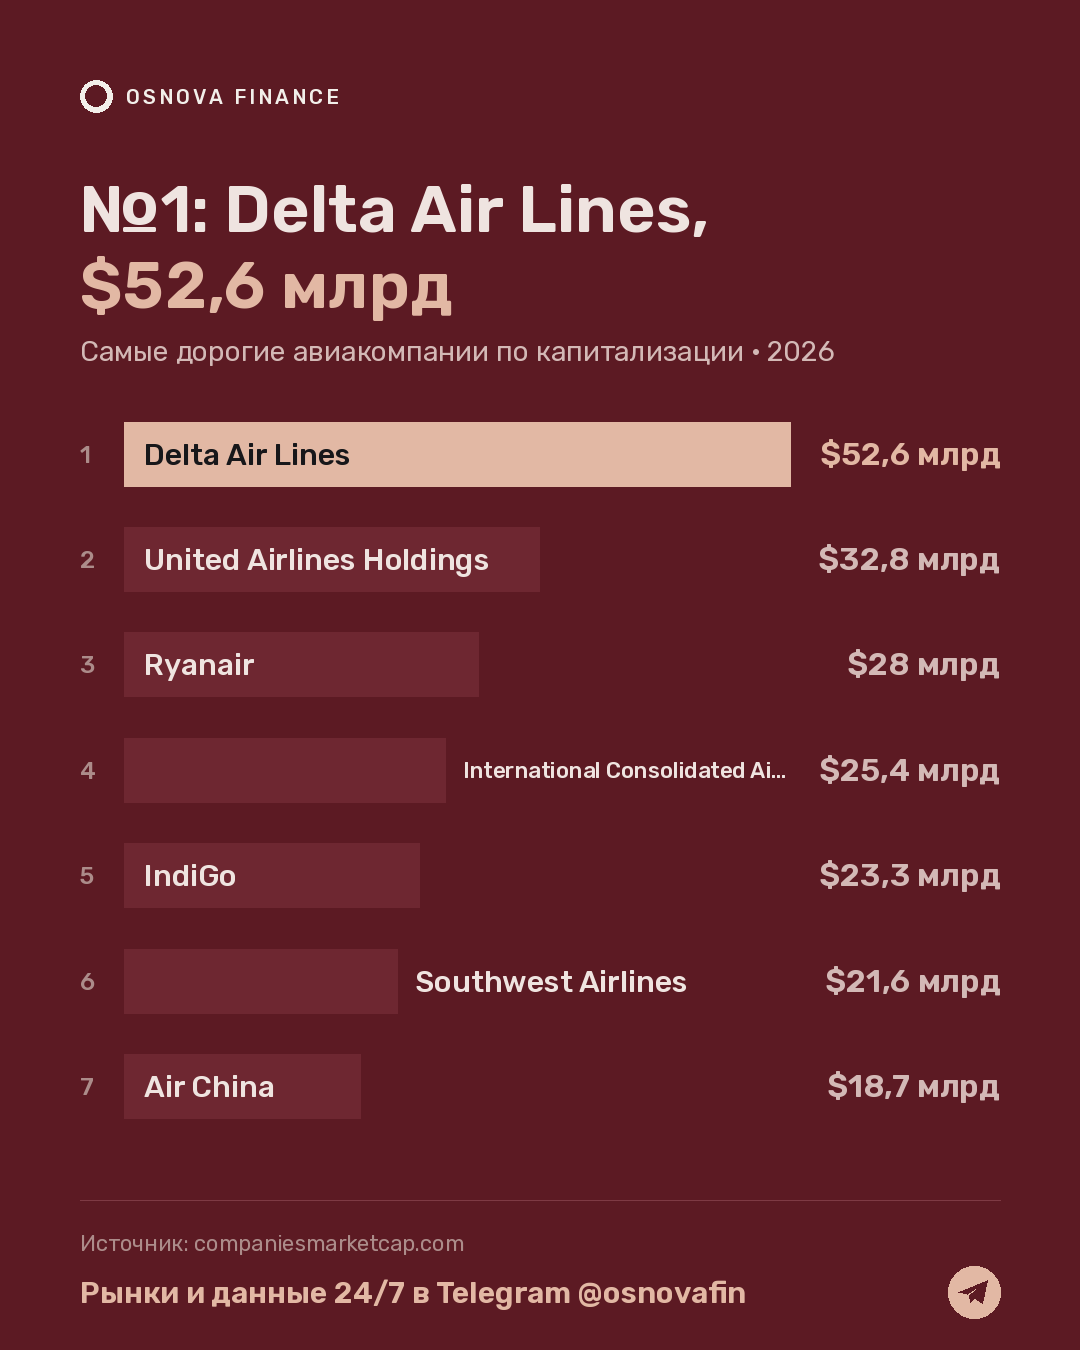 OSNOVA FINANCE
№1: Delta Air Lines,
$52,6 млрд
Самые дорогие авиакомпании по капитализации • 2026
1 Delta Air Lines $52,6 млрд
2 United Airlines Holdings $32,8 млрд
3 Ryanair $28 млрд
4 International Consolidated Ai... $25,4 млрд
5 IndiGo $23,3 млрд
6 Southwest Airlines $21,6 млрд
7 Air China $18,7 млрд
Источник: companiesmarketcap.com
Рынки и данные 24/7 в Telegram @osnovafin